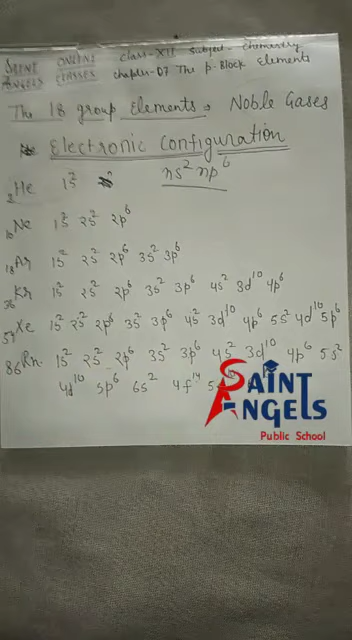 SAINT ONLINE Class-XII Subject- Chemistry
ANGELS CLASSES Chapter-07 The p-Block Elements
The 18 group Elements Noble Gases
Electronic Configuration
ns² np⁶
₂He 1s²
₁₀Ne 1s² 2s² 2p⁶
₁₈Ar 1s² 2s² 2p⁶ 3s² 3p⁶
₃₆Kr 1s² 2s² 2p⁶ 3s² 3p⁶ 4s² 3d¹⁰ 4p⁶
Xe 1s² 2s² 2p⁶ 3s² 3p⁶ 4s² 3d¹⁰ 4p⁶ 5s² 4d¹⁰ 5p⁶
₈₆Rn 1s² 2s² 2p⁶ 3s² 3p⁶ 4s² 3d¹⁰ 4p⁶ 5s²
4d¹⁰ 5p⁶ 6s² 4f¹⁴
SAINT
ANGELS
Public School